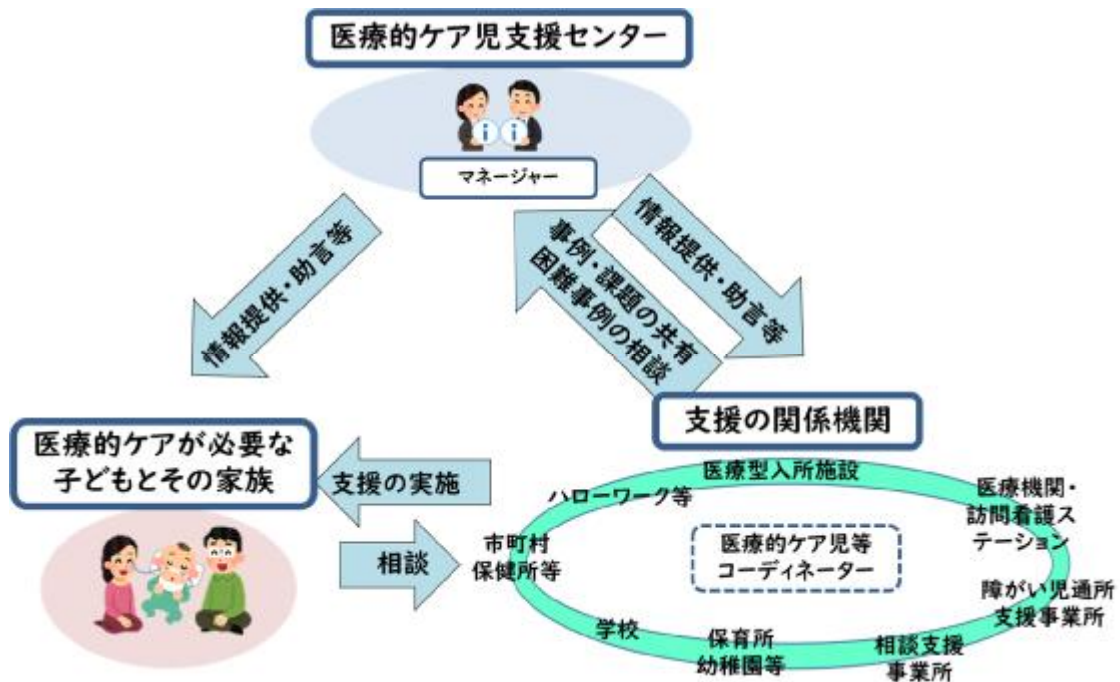 医療的ケア児支援センター
マネージャー
情報提供・助言等
情報提供・助言等
事例・課題の共有
困難事例の相談
支援の関係機関
医療的ケアが必要な
子どもとその家族
支援の実施
相談
医療型入所施設
ハローワーク等
医療機関・
訪問看護ス
テーション
市町村
保健所等
医療的ケア児等
コーディネーター
障がい児通所
支援事業所
学校
保育所
幼稚園等
相談支援
事業所